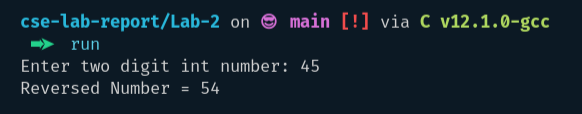 cse-lab-report/Lab-2 on 😎 main [!] via C v12.1.0-gcc
➜ run
Enter two digit int number: 45
Reversed Number = 54